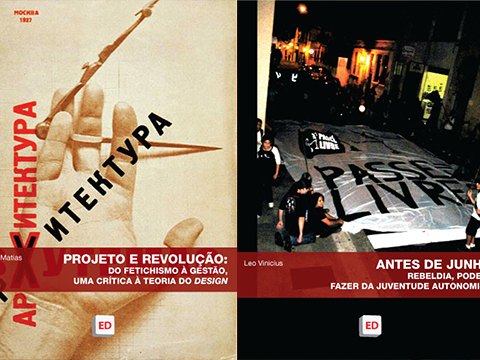 МОСКВА
1927
АРХИТЕКТУРА
ИТЕКТУРА
Matias
PROJETO E REVOLUÇÃO:
DO FETICHISMO À GESTÃO,
UMA CRÍTICA À TEORIA DO DESIGN
ED
LIVRE
PASSE
LIVRE
Leo Vinicius
ANTES DE JUNH
REBELDIA, PODE
FAZER DA JUVENTUDE AUTONOMI
ED